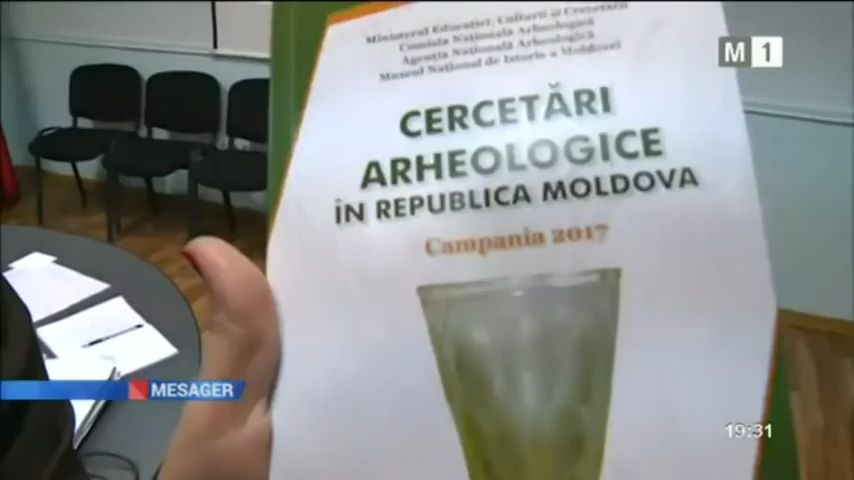 Ministerul Educației, Culturii și Cercetării
Comisia Națională Arheologică
Agenția Națională Arheologică
Muzeul Național de Istorie a Moldovei
CERCETĂRI
ARHEOLOGICE
ÎN REPUBLICA MOLDOVA
Campania 2017
M 1
MESAGER
19:31